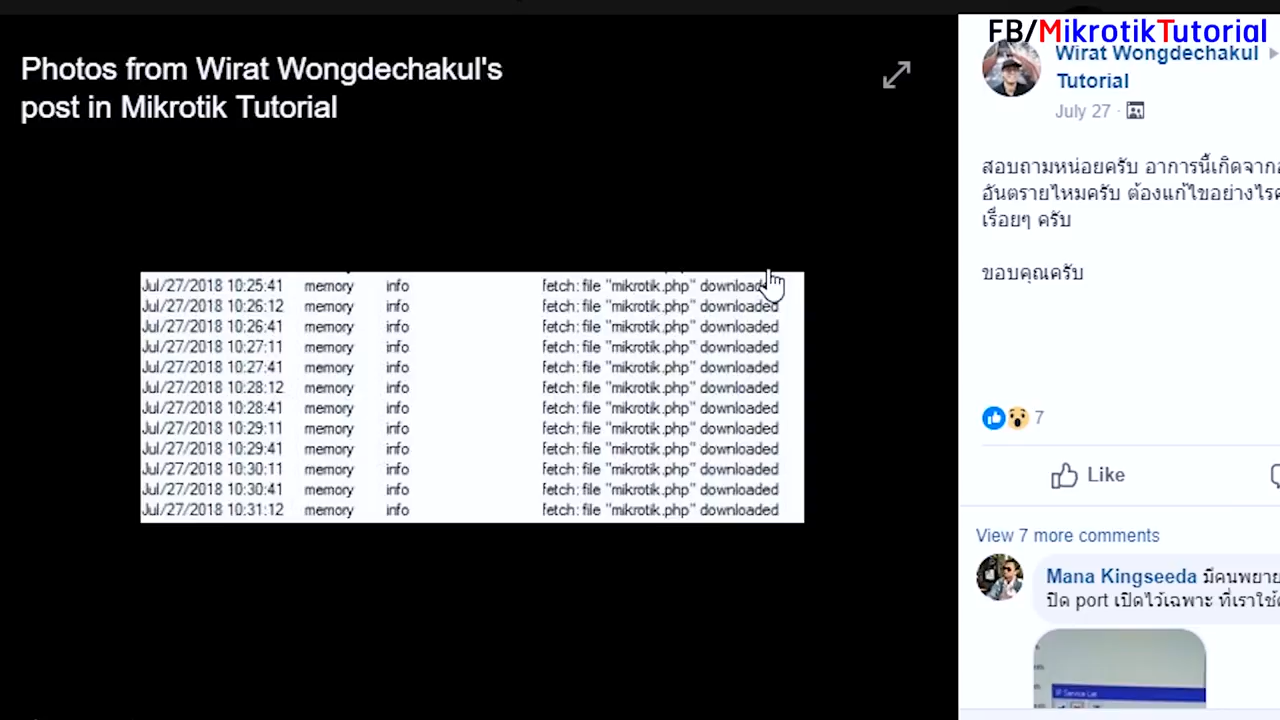 FB/MikrotikTutorial
Photos from Wirat Wongdechakul's
post in Mikrotik Tutorial
Jul/27/2018 10:25:41 memory info fetch: file "mikrotik.php"
Jul/27/2018 10:26:12 memory info fetch: file "mikrotik.php" downloaded
Jul/27/2018 10:26:41 memory info fetch: file "mikrotik.php" downloaded
Jul/27/2018 10:27:11 memory info fetch: file "mikrotik.php" downloaded
Jul/27/2018 10:27:41 memory info fetch: file "mikrotik.php" downloaded
Jul/27/2018 10:28:12 memory info fetch: file "mikrotik.php" downloaded
Jul/27/2018 10:28:41 memory info fetch: file "mikrotik.php" downloaded
Jul/27/2018 10:29:11 memory info fetch: file "mikrotik.php" downloaded
Jul/27/2018 10:29:41 memory info fetch: file "mikrotik.php" downloaded
Jul/27/2018 10:30:11 memory info fetch: file "mikrotik.php" downloaded
Jul/27/2018 10:30:41 memory info fetch: file "mikrotik.php" downloaded
Jul/27/2018 10:31:12 memory info fetch: file "mikrotik.php" downloaded
Wirat Wongdechakul
Tutorial
July 27 ·
สอบถามหน่อยครับ อาการนี้เกิดจาก
อันตรายไหมครับ ต้องแก้ไขอย่างไร
เรื่อยๆ ครับ
ขอบคุณครับ
7
Like
View 7 more comments
Mana Kingseeda มีคนพยาย
ปิด port เปิดไว้เฉพาะ ที่เราใช้
IP Service List